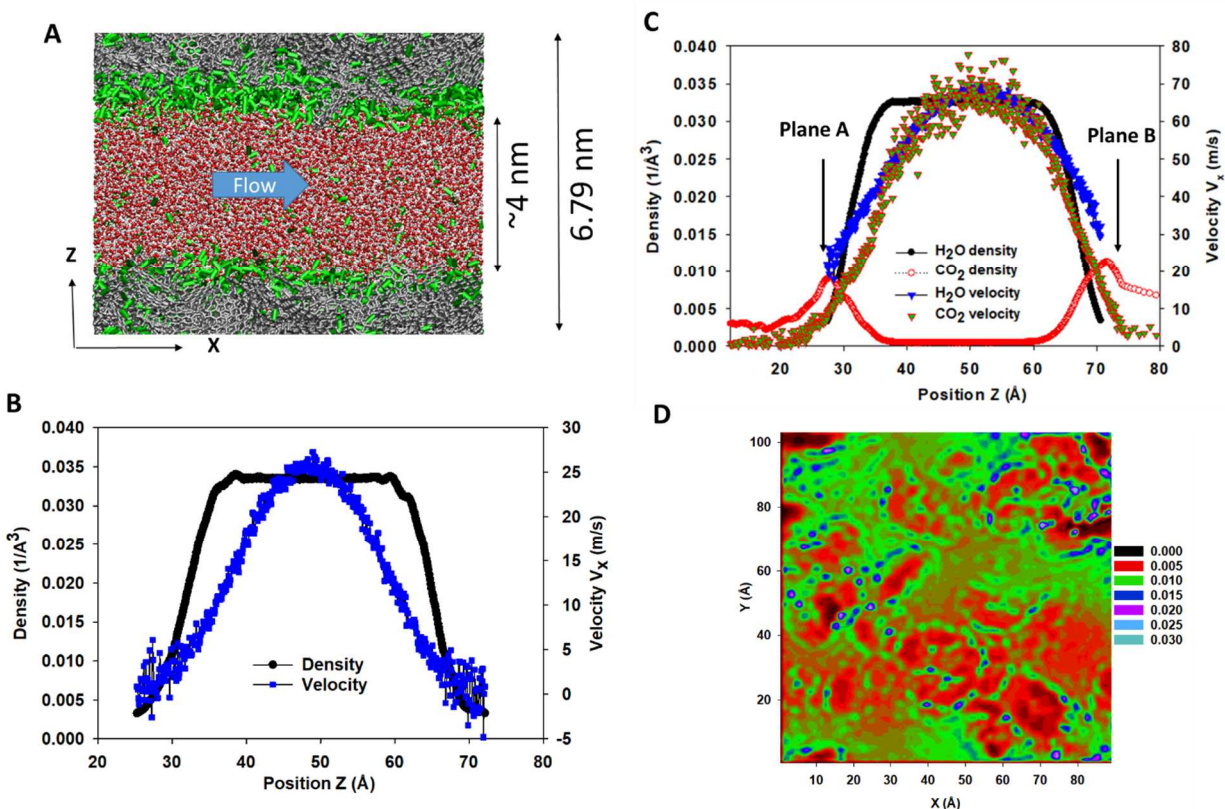 A
Flow
~4 nm
6.79 nm
Z
X
B
0.040
0.035
0.030
0.025
0.020
0.015
0.010
0.005
0.000
Density (1/Å³)
30
25
20
15
10
5
0
-5
Velocity Vx (m/s)
Density
Velocity
20 30 40 50 60 70 80
Position Z (Å)
C
0.040
0.035
0.030
0.025
0.020
0.015
0.010
0.005
0.000
Density (1/Å³)
80
70
60
50
40
30
20
10
0
Velocity Vx (m/s)
Plane A
Plane B
H₂O density
CO₂ density
H₂O velocity
CO₂ velocity
20 30 40 50 60 70 80
Position Z (Å)
D
100
80
60
40
20
Y (Å)
10 20 30 40 50 60 70 80
X (Å)
0.000
0.005
0.010
0.015
0.020
0.025
0.030